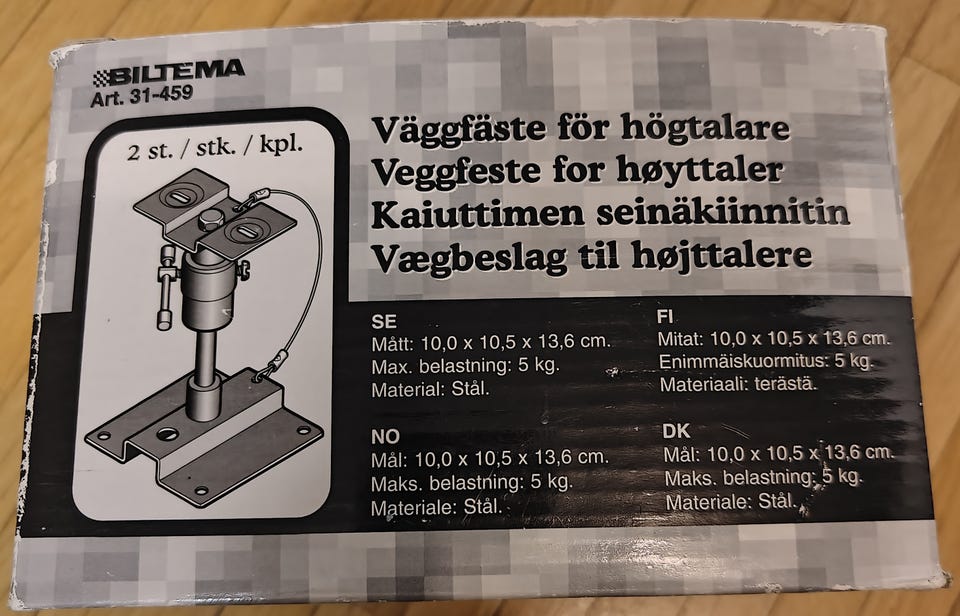 BILTEMA
Art. 31-459
2 st. / stk. / kpl.
Väggfäste för högtalare
Veggfeste for høyttaler
Kaiuttimen seinäkiinnitin
Vægbeslag til højttalere
SE
Mått: 10,0 x 10,5 x 13,6 cm.
Max. belastning: 5 kg.
Material: Stål.
FI
Mitat: 10,0 x 10,5 x 13,6 cm.
Enimmäiskuormitus: 5 kg.
Materiaali: terästä.
NO
Mål: 10,0 x 10,5 x 13,6 cm.
Maks. belastning: 5 kg.
Materiale: Stål.
DK
Mål: 10,0 x 10,5 x 13,6 cm.
Maks. belastning: 5 kg.
Materiale: Stål.